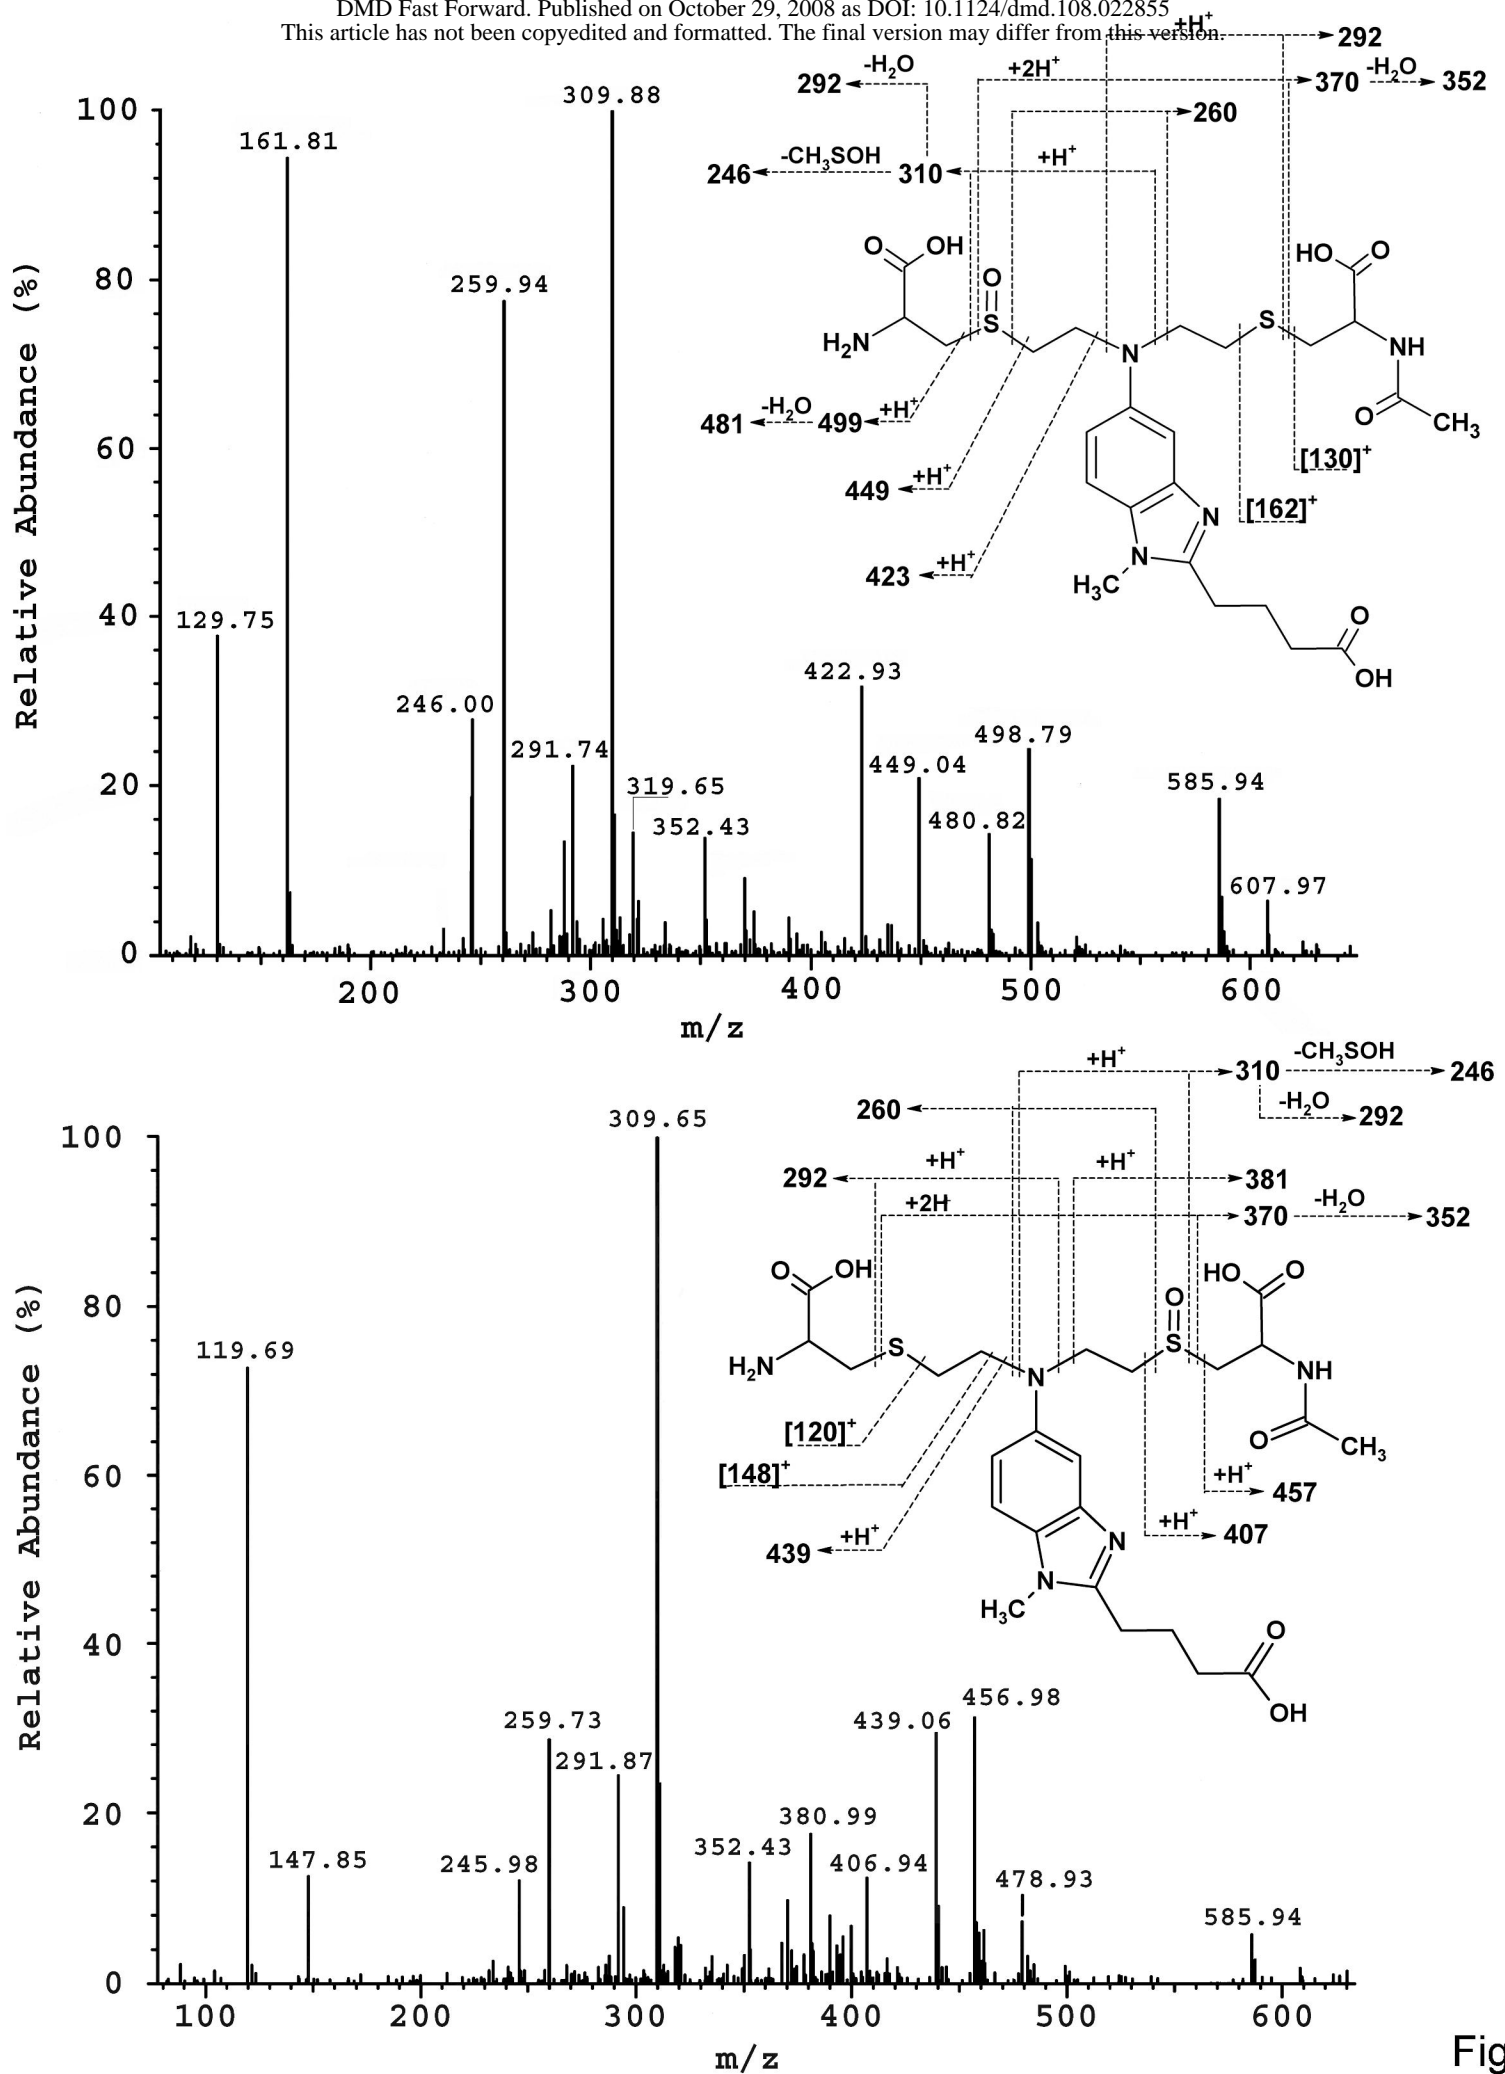 DMD Fast Forward. Published on October 29, 2008 as DOI: 10.1124/dmd.108.022855
This article has not been copyedited and formatted. The final version may differ from this version.
+H⁺
292
-H₂O
292
+2H⁺
370
-H₂O
352
260
246
-CH₃SOH
310
+H⁺
O
OH
O
HO
O
H₂N
S
N
S
NH
O
CH₃
481
-H₂O
499
+H⁺
[130]⁺
449
+H⁺
[162]⁺
423
+H⁺
N
N
H₃C
O
OH
Relative Abundance (%)
100
80
60
40
20
0
129.75
161.81
246.00
259.94
291.74
309.88
319.65
352.43
422.93
449.04
480.82
498.79
585.94
607.97
200
300
400
500
600
m/z
+H⁺
310
-CH₃SOH
246
260
-H₂O
292
292
+H⁺
+H⁺
381
+2H
370
-H₂O
352
O
OH
O
HO
O
H₂N
S
N
S
NH
O
CH₃
[120]⁺
[148]⁺
439
+H⁺
+H⁺
457
+H⁺
407
N
N
H₃C
O
OH
Relative Abundance (%)
100
80
60
40
20
0
119.69
147.85
245.98
259.73
291.87
309.65
352.43
380.99
406.94
439.06
456.98
478.93
585.94
100
200
300
400
500
600
m/z
Fig